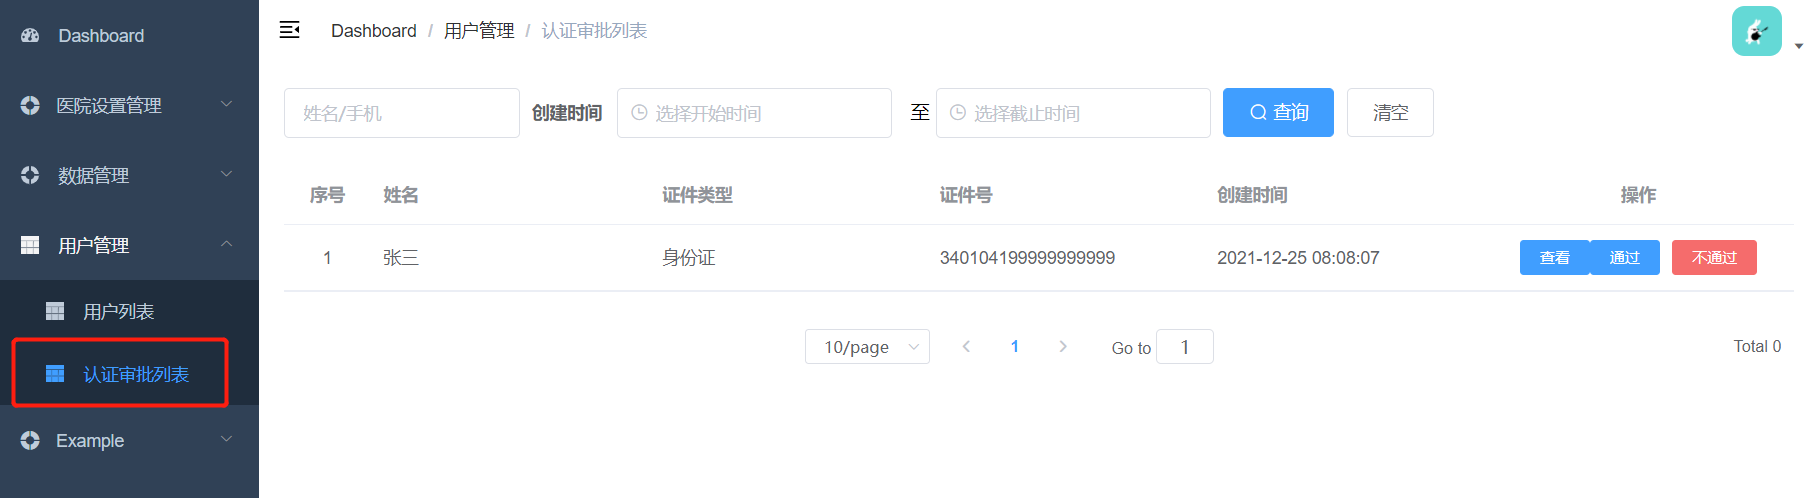 Dashboard
医院设置管理
数据管理
用户管理
用户列表
认证审批列表
Example
Dashboard / 用户管理 / 认证审批列表
姓名/手机 创建时间 选择开始时间 至 选择截止时间 查询 清空
序号 姓名 证件类型 证件号 创建时间 操作
1 张三 身份证 340104199999999999 2021-12-25 08:08:07 查看 通过 不通过
10/page 1 Go to 1 Total 0